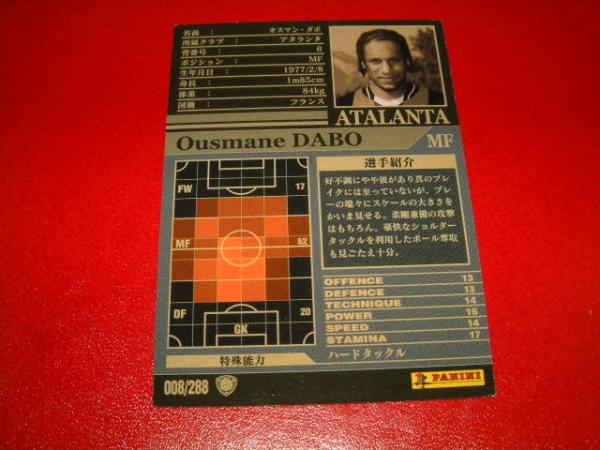 名前 : オスマン・ダボ
所属クラブ : アタランタ
背番号 : 6
ポジション : MF
生年月日 : 1977/2/8
身長 : 1m85cm
体重 : 84kg
国籍 : フランス
ATALANTA
Ousmane DABO
MF
FW 17
MF 62
DF 20
GK
選手紹介
好不調にやや波があり真のブレ
イクには至っていないが、プレ
ーの端々にスケールの大きさを
かいま見せる。柔剛兼備の攻撃
はもちろん、豪快なショルダー
タックルを利用したボール奪取
も見ごたえ十分。
OFFENCE 13
DEFENCE 13
TECHNIQUE 14
POWER 16
SPEED 14
STAMINA 17
特殊能力
ハードタックル
008/288
PANINI